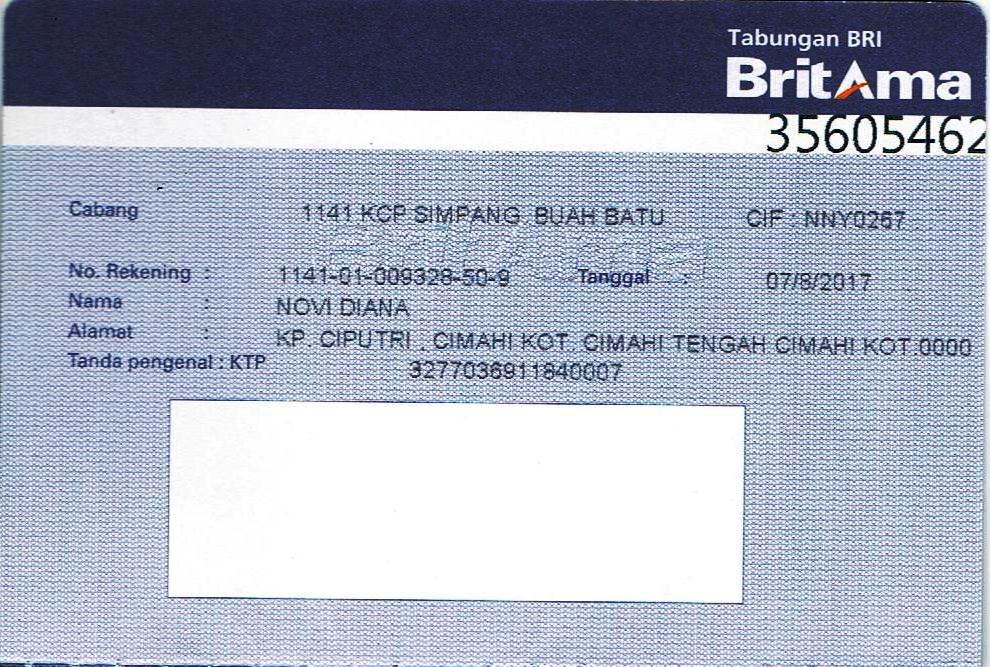 Tabungan BRI
BritAma
35605462
Cabang 1141 KCP SIMPANG BUAH BATU CIF : NNY0267
No. Rekening : 1141-01-009328-50-9 Tanggal : 07/8/2017
Nama : NOVI DIANA
Alamat : KP. CIPUTRI , CIMAHI KOT. CIMAHI TENGAH CIMAHI KOT.0000
Tanda pengenal : KTP 3277036911840007